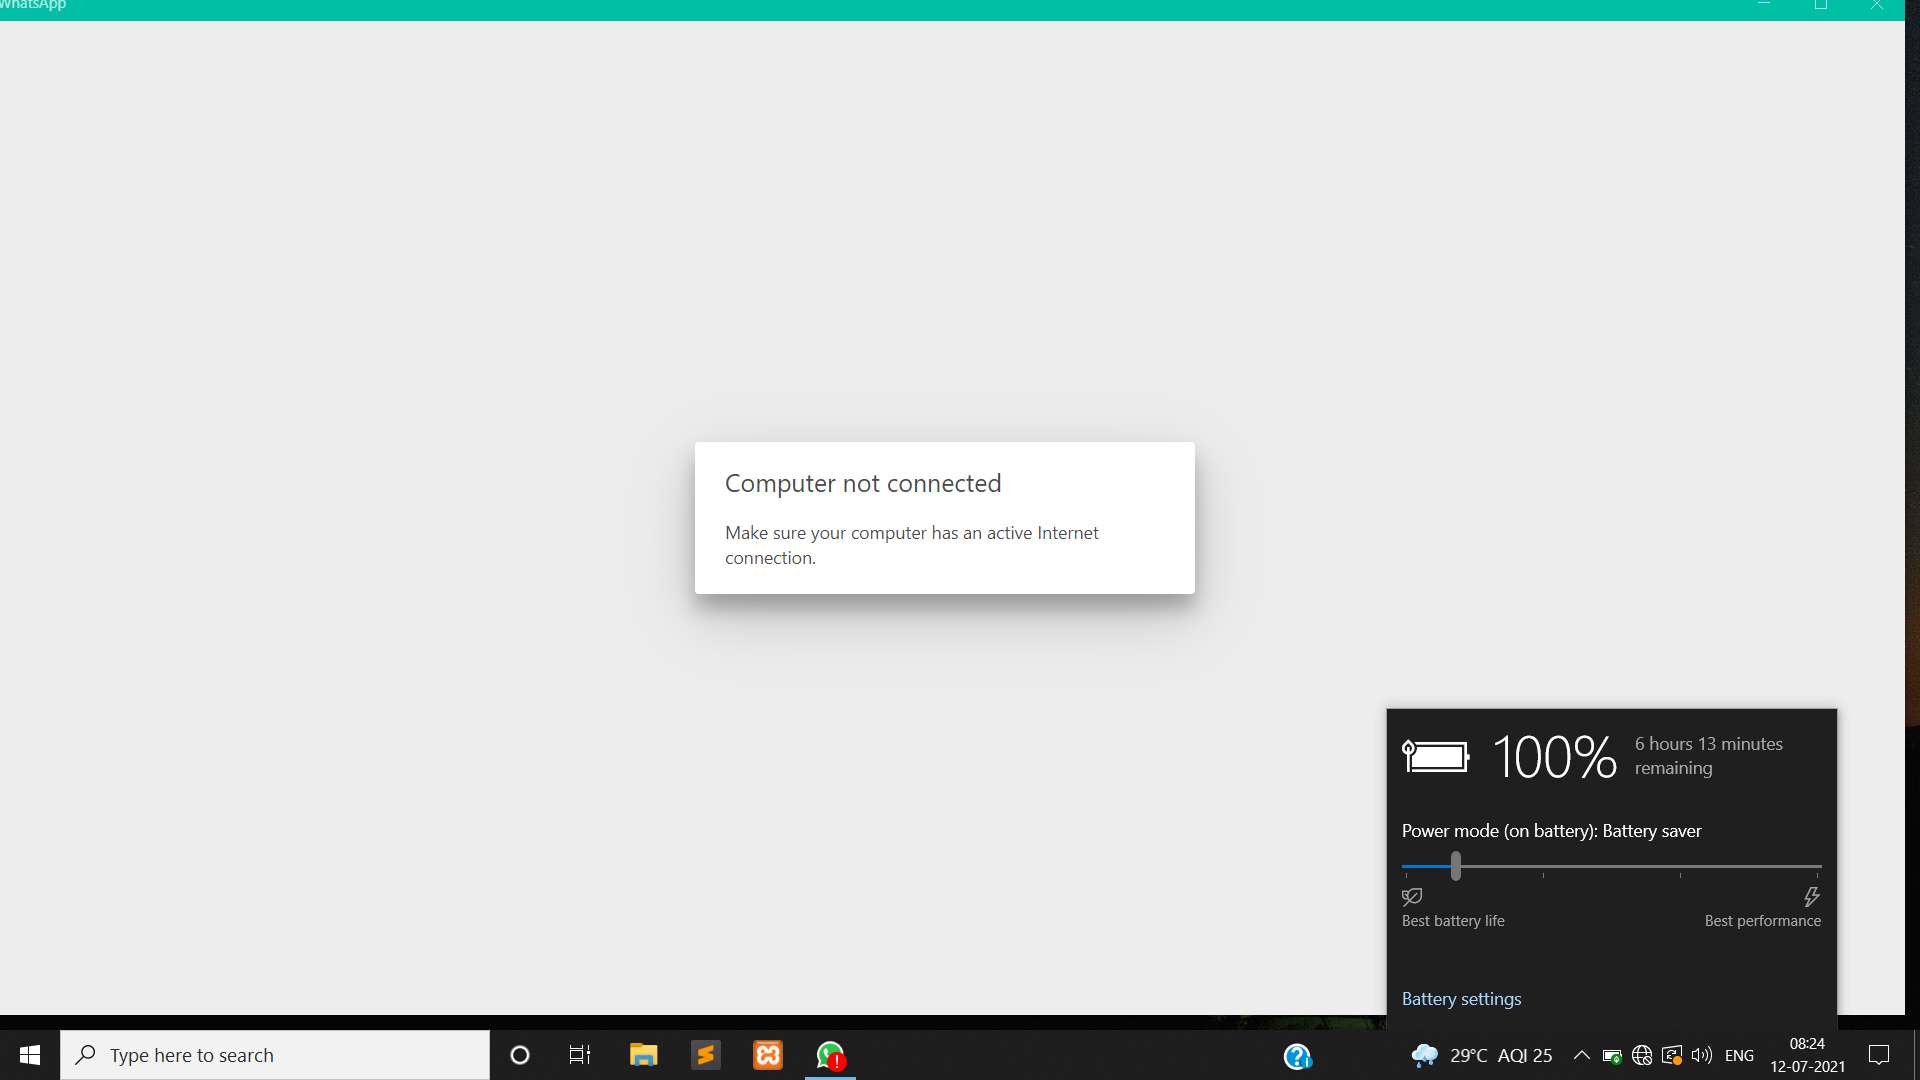 WhatsApp
Computer not connected
Make sure your computer has an active Internet
connection.
100%
6 hours 13 minutes
remaining
Power mode (on battery): Battery saver
Best battery life
Best performance
Battery settings
Type here to search
29°C AQI 25
ENG
08:24
12-07-2021